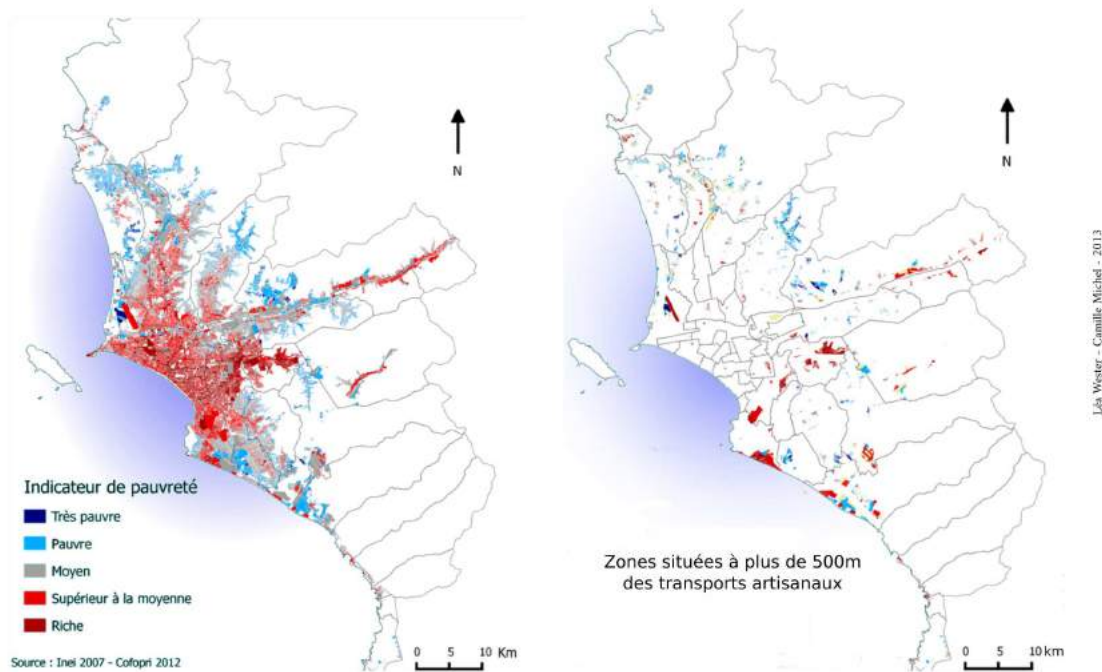 N
Indicateur de pauvreté
Très pauvre
Pauvre
Moyen
Supérieur à la moyenne
Riche
Source : Inei 2007 - Cofopri 2012
0 5 10 Km
N
Zones situées à plus de 500m
des transports artisanaux
0 5 10 km
Léa Wester - Camille Michel - 2013